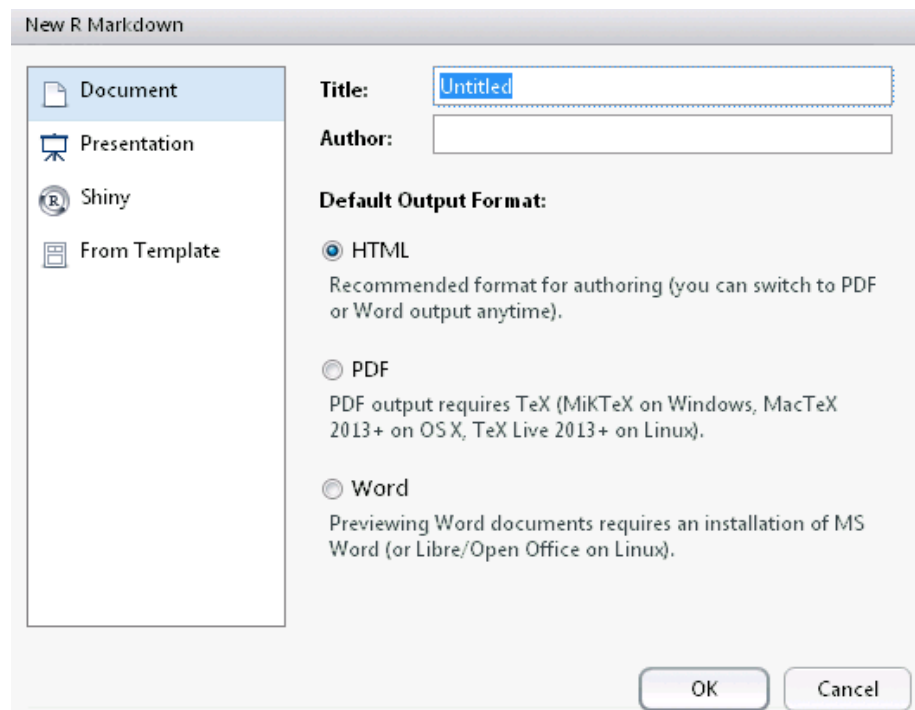 New R Markdown
Document
Presentation
R Shiny
From Template
Title: Untitled
Author:
Default Output Format:
HTML
Recommended format for authoring (you can switch to PDF
or Word output anytime).
PDF
PDF output requires TeX (MiKTeX on Windows, MacTeX
2013+ on OS X, TeX Live 2013+ on Linux).
Word
Previewing Word documents requires an installation of MS
Word (or Libre/Open Office on Linux).
OK Cancel